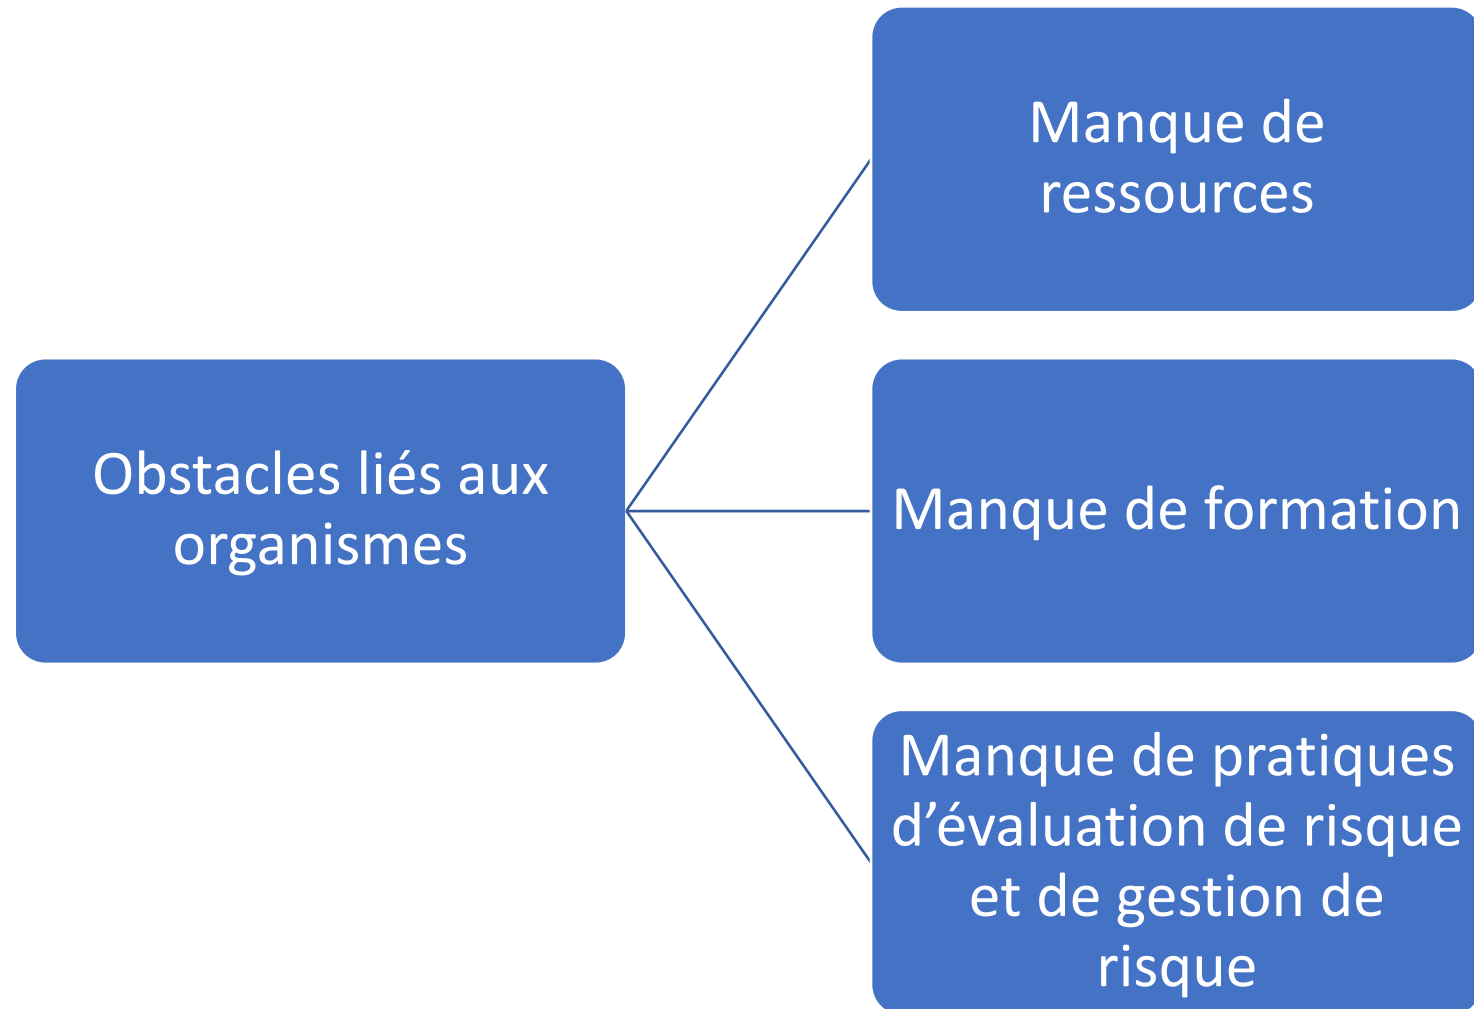 Manque de
ressources
Obstacles liés aux
organismes
Manque de formation
Manque de pratiques
d’évaluation de risque
et de gestion de
risque